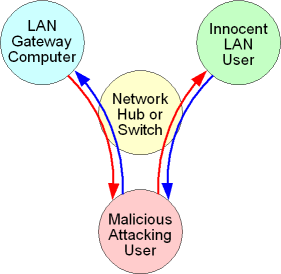 LAN
Gateway
Computer
Innocent
LAN
User
Network
Hub or
Switch
Malicious
Attacking
User